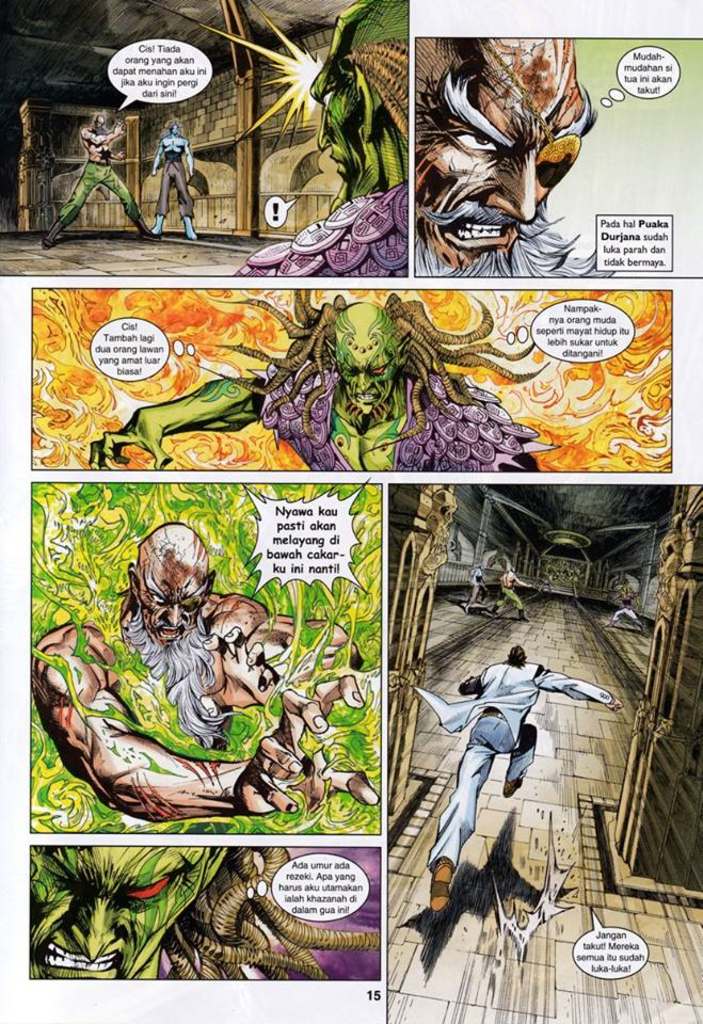 Cis! Tiada
orang yang akan
dapat menahan aku ini
jika aku ingin pergi
dari sini!
!
Mudah-
mudahan si
tua ini akan
takut!
Pada hal Puaka
Durjana sudah
luka parah dan
tidak bermaya.
Cis!
Tambah lagi
dua orang lawan
yang amat luar
biasa!
Nampak-
nya orang muda
seperti mayat hidup itu
lebih sukar untuk
ditangani!
Nyawa kau
pasti akan
melayang di
bawah cakar-
ku ini nanti!
Ada umur ada
rezeki. Apa yang
harus aku utamakan
ialah khazanah di
dalam gua ini!
Jangan
takut! Mereka
semua itu sudah
luka-luka!
15